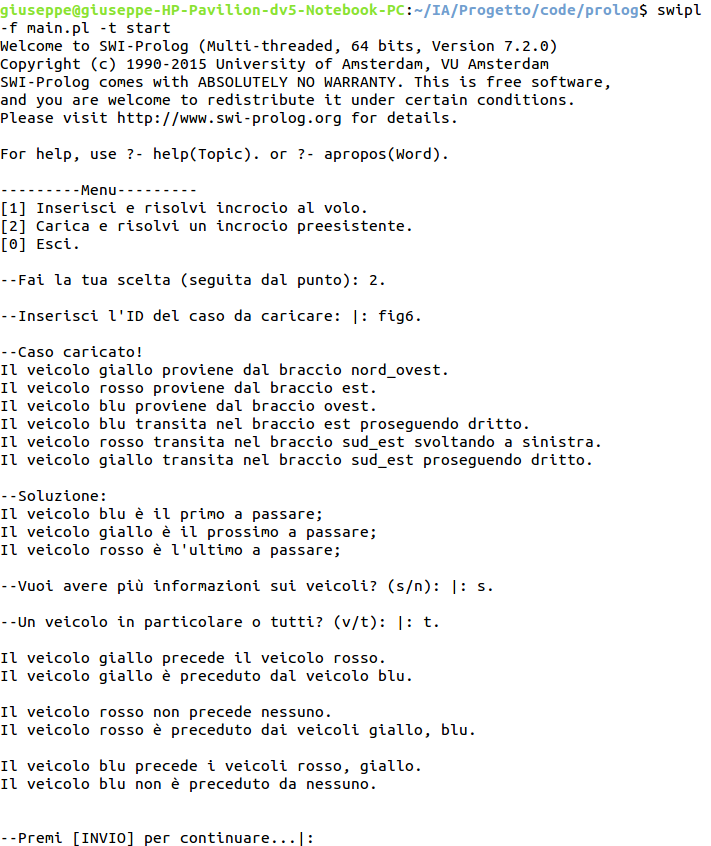 giuseppe@giuseppe-HP-Pavilion-dv5-Notebook-PC:~/IA/Progetto/code/prolog$ swipl
-f main.pl -t start
Welcome to SWI-Prolog (Multi-threaded, 64 bits, Version 7.2.0)
Copyright (c) 1990-2015 University of Amsterdam, VU Amsterdam
SWI-Prolog comes with ABSOLUTELY NO WARRANTY. This is free software,
and you are welcome to redistribute it under certain conditions.
Please visit http://www.swi-prolog.org for details.

For help, use ?- help(Topic). or ?- apropos(Word).

---------Menu---------
[1] Inserisci e risolvi incrocio al volo.
[2] Carica e risolvi un incrocio preesistente.
[0] Esci.

--Fai la tua scelta (seguita dal punto): 2.

--Inserisci l'ID del caso da caricare: |: fig6.

--Caso caricato!
Il veicolo giallo proviene dal braccio nord_ovest.
Il veicolo rosso proviene dal braccio est.
Il veicolo blu proviene dal braccio ovest.
Il veicolo blu transita nel braccio est proseguendo dritto.
Il veicolo rosso transita nel braccio sud_est svoltando a sinistra.
Il veicolo giallo transita nel braccio sud_est proseguendo dritto.

--Soluzione:
Il veicolo blu è il primo a passare;
Il veicolo giallo è il prossimo a passare;
Il veicolo rosso è l'ultimo a passare;

--Vuoi avere più informazioni sui veicoli? (s/n): |: s.

--Un veicolo in particolare o tutti? (v/t): |: t.

Il veicolo giallo precede il veicolo rosso.
Il veicolo giallo è preceduto dal veicolo blu.

Il veicolo rosso non precede nessuno.
Il veicolo rosso è preceduto dai veicoli giallo, blu.

Il veicolo blu precede i veicoli rosso, giallo.
Il veicolo blu non è preceduto da nessuno.

--Premi [INVIO] per continuare...|: